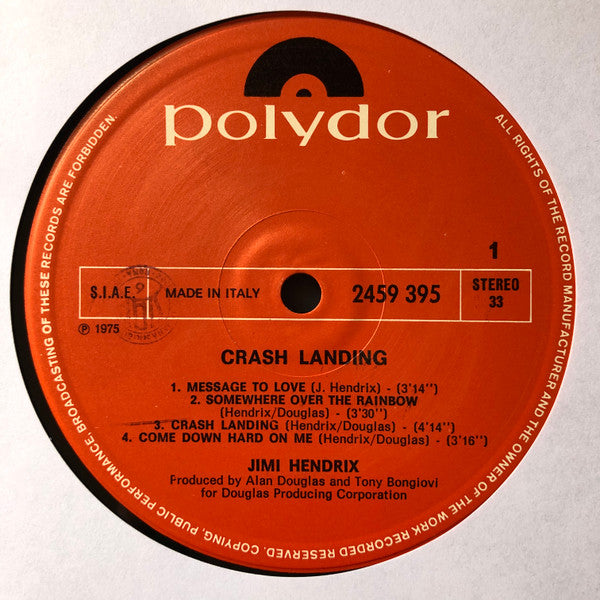 polydor
1
S.I.A.E.
MADE IN ITALY
2459 395
STEREO
33
℗ 1975
CRASH LANDING
1. MESSAGE TO LOVE (J. Hendrix) - (3'14'')
2. SOMEWHERE OVER THE RAINBOW
(Hendrix/Douglas) - (3'30'')
3. CRASH LANDING (Hendrix/Douglas) - (4'14'')
4. COME DOWN HARD ON ME (Hendrix/Douglas) - (3'16'')
JIMI HENDRIX
Produced by Alan Douglas and Tony Bongiovi
for Douglas Producing Corporation
ALL RIGHTS OF THE RECORD MANUFACTURER AND THE OWNER OF THE WORK RECORDED RESERVED. COPYING, PUBLIC PERFORMANCE, BROADCASTING OF THESE RECORDS ARE FORBIDDEN.